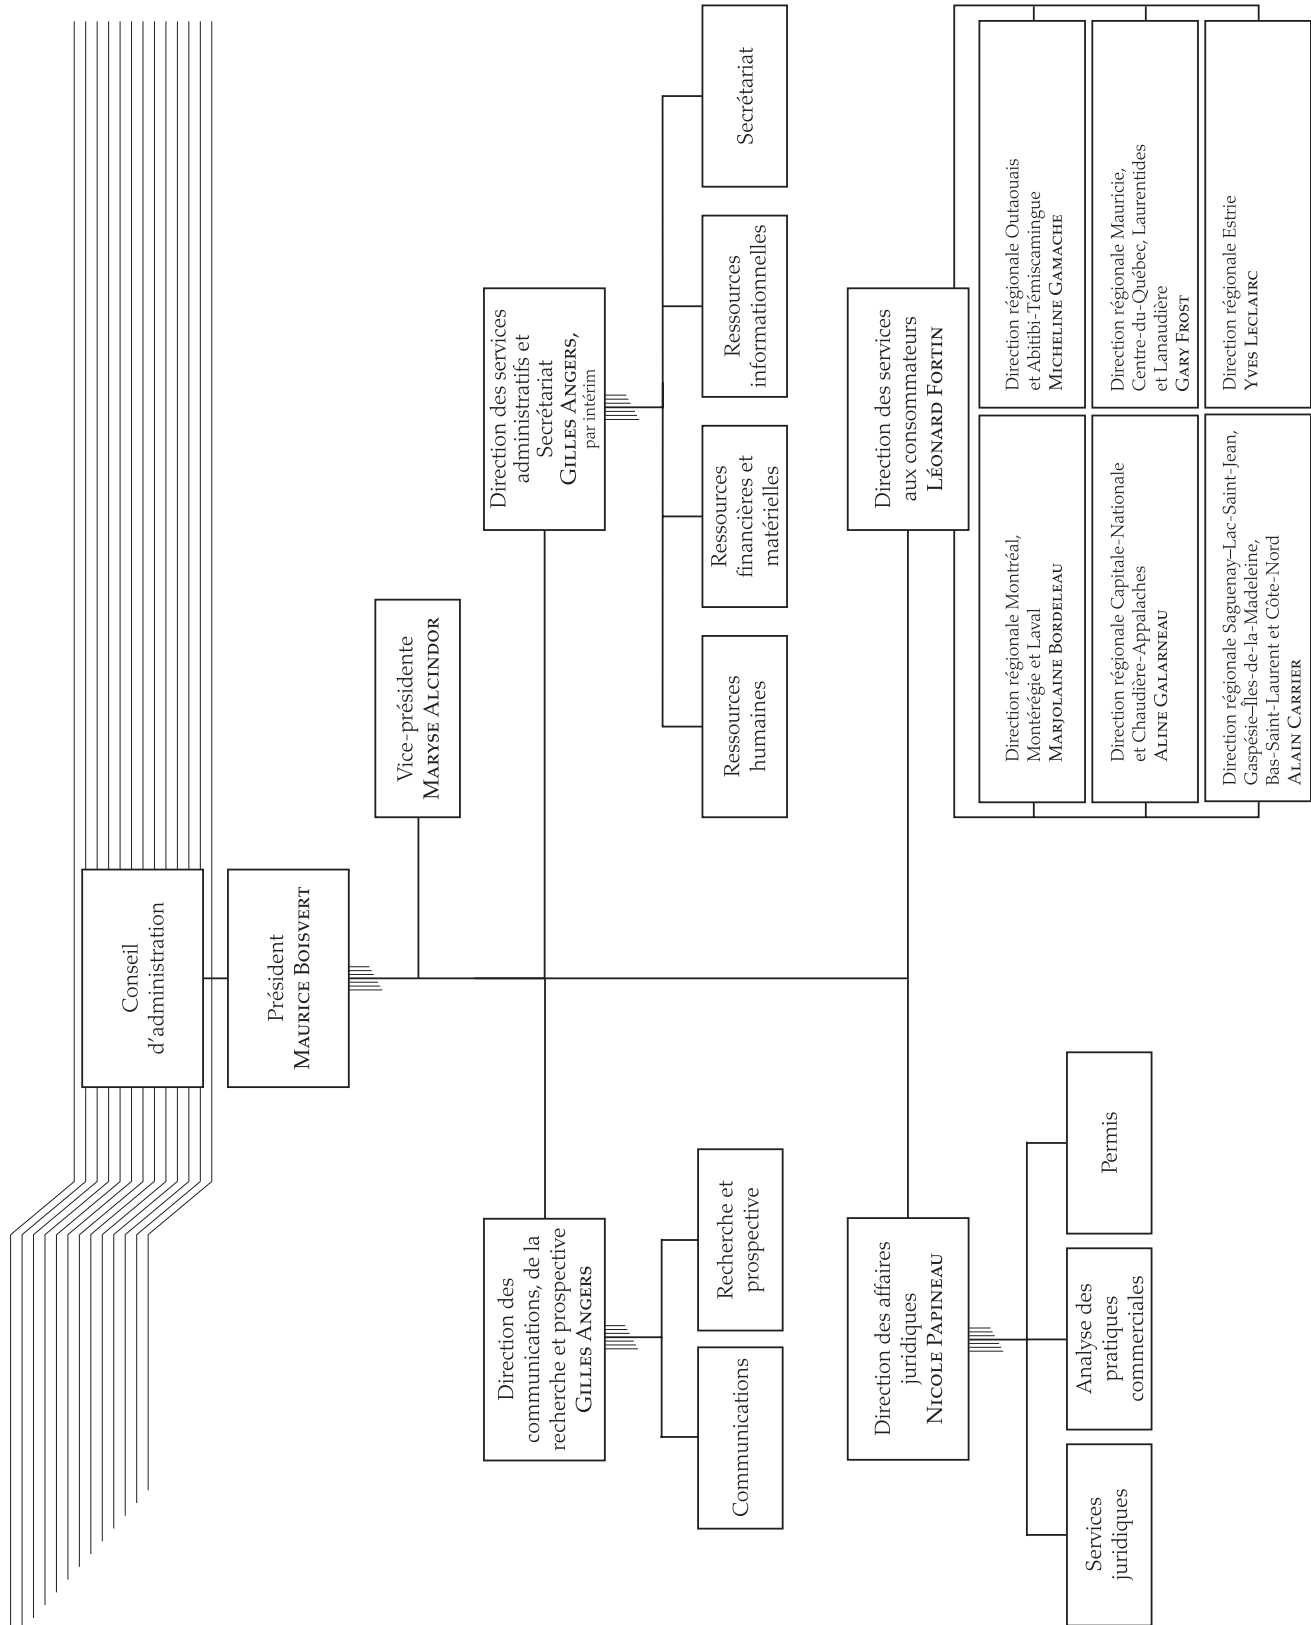 Conseil
d'administration
Président
MAURICE BOISVERT
Vice-présidente
MARYSE ALCINDOR
Direction des
communications, de la
recherche et prospective
GILLES ANGERS
Communications
Recherche et
prospective
Direction des services
administratifs et
Secrétariat
GILLES ANGERS,
par intérim
Ressources
humaines
Ressources
financières et
matérielles
Ressources
informationnelles
Secrétariat
Direction des affaires
juridiques
NICOLE PAPINEAU
Services
juridiques
Analyse des
pratiques
commerciales
Permis
Direction des services
aux consommateurs
LÉONARD FORTIN
Direction régionale Montréal,
Montérégie et Laval
MARJOLAINE BORDELEAU
Direction régionale Outaouais
et Abitibi-Témiscamingue
MICHELINE GAMACHE
Direction régionale Capitale-Nationale
et Chaudière-Appalaches
ALINE GALARNEAU
Direction régionale Mauricie,
Centre-du-Québec, Laurentides
et Lanaudière
GARY FROST
Direction régionale Saguenay–Lac-Saint-Jean,
Gaspésie–Îles-de-la-Madeleine,
Bas-Saint-Laurent et Côte-Nord
ALAIN CARRIER
Direction régionale Estrie
YVES LECLAIRC